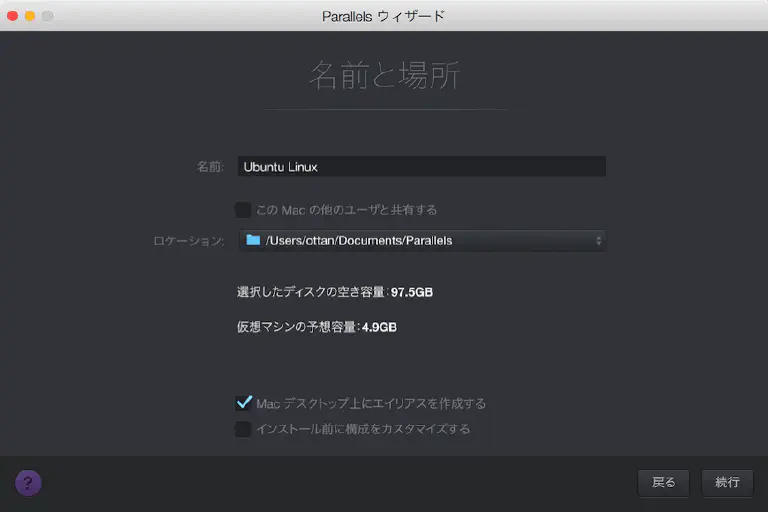 Parallels ウィザード
名前と場所
名前: Ubuntu Linux
この Mac の他のユーザと共有する
ロケーション: /Users/ottan/Documents/Parallels
選択したディスクの空き容量:97.5GB
仮想マシンの予想容量:4.9GB
Mac デスクトップ上にエイリアスを作成する
インストール前に構成をカスタマイズする
? 戻る 続行